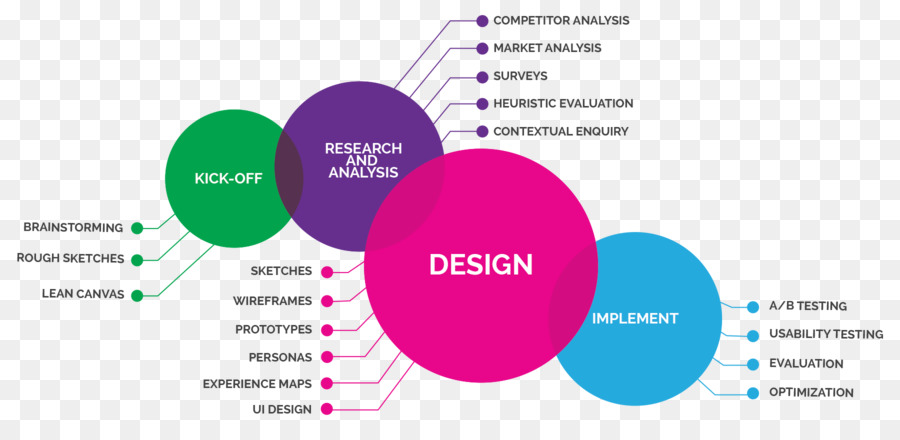 COMPETITOR ANALYSIS
MARKET ANALYSIS
SURVEYS
HEURISTIC EVALUATION
CONTEXTUAL ENQUIRY
RESEARCH
AND
ANALYSIS
KICK-OFF
BRAINSTORMING
ROUGH SKETCHES
LEAN CANVAS
DESIGN
SKETCHES
WIREFRAMES
PROTOTYPES
PERSONAS
EXPERIENCE MAPS
UI DESIGN
IMPLEMENT
A/B TESTING
USABILITY TESTING
EVALUATION
OPTIMIZATION